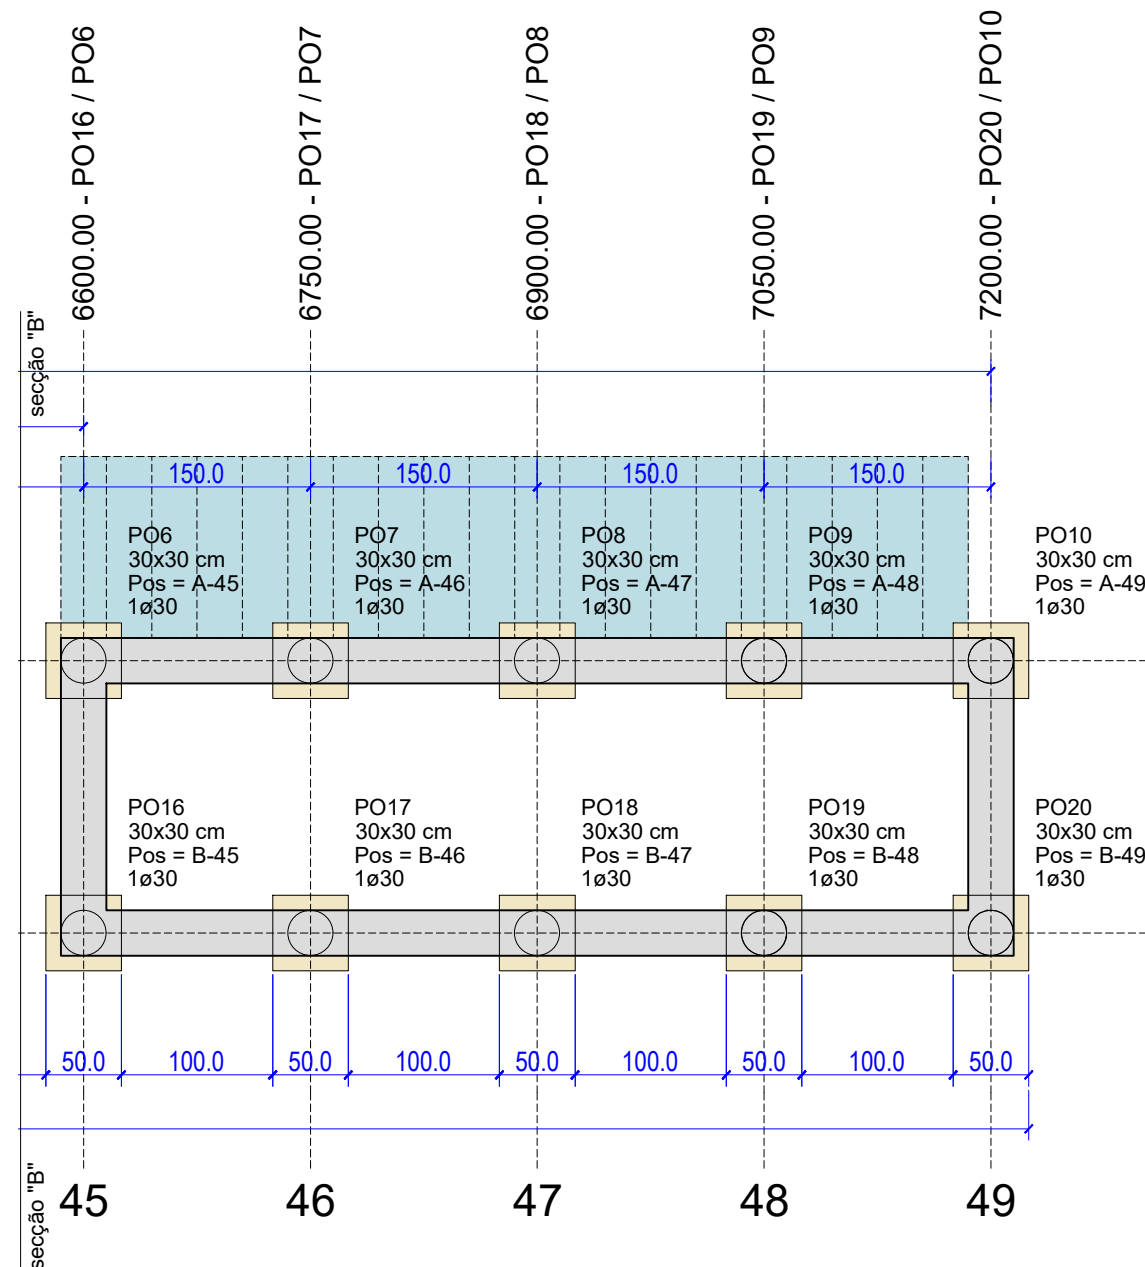 6600.00 - PO16 / PO6
6750.00 - PO17 / PO7
6900.00 - PO18 / PO8
7050.00 - PO19 / PO9
7200.00 - PO20 / PO10
secção "B"
150.0
150.0
150.0
150.0
PO6
30x30 cm
Pos = A-45
1ø30
PO7
30x30 cm
Pos = A-46
1ø30
PO8
30x30 cm
Pos = A-47
1ø30
PO9
30x30 cm
Pos = A-48
1ø30
PO10
30x30 cm
Pos = A-49
1ø30
PO16
30x30 cm
Pos = B-45
1ø30
PO17
30x30 cm
Pos = B-46
1ø30
PO18
30x30 cm
Pos = B-47
1ø30
PO19
30x30 cm
Pos = B-48
1ø30
PO20
30x30 cm
Pos = B-49
1ø30
50.0
100.0
50.0
100.0
50.0
100.0
50.0
100.0
50.0
secção "B"
45
46
47
48
49